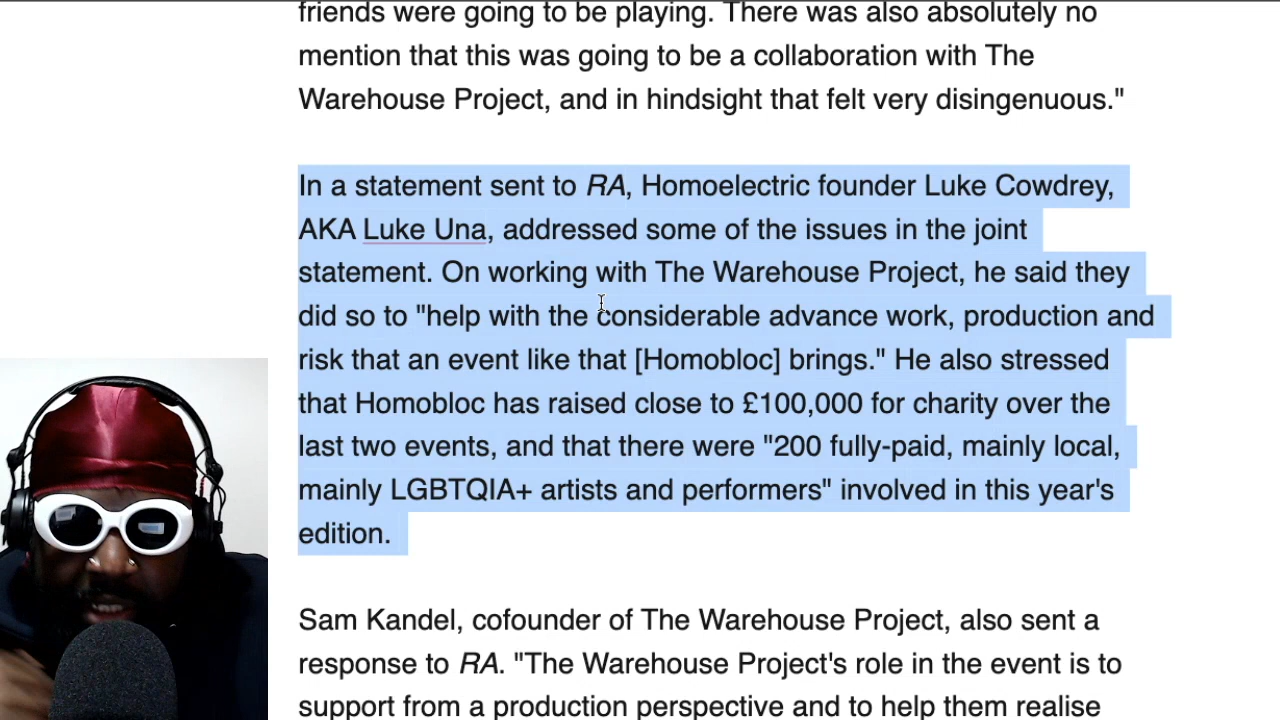 friends were going to be playing. There was also absolutely no
mention that this was going to be a collaboration with The
Warehouse Project, and in hindsight that felt very disingenuous."
In a statement sent to RA, Homoelectric founder Luke Cowdrey,
AKA Luke Una, addressed some of the issues in the joint
statement. On working with The Warehouse Project, he said they
did so to "help with the considerable advance work, production and
risk that an event like that [Homobloc] brings." He also stressed
that Homobloc has raised close to £100,000 for charity over the
last two events, and that there were "200 fully-paid, mainly local,
mainly LGBTQIA+ artists and performers" involved in this year's
edition.
Sam Kandel, cofounder of The Warehouse Project, also sent a
response to RA. "The Warehouse Project's role in the event is to
support from a production perspective and to help them realise